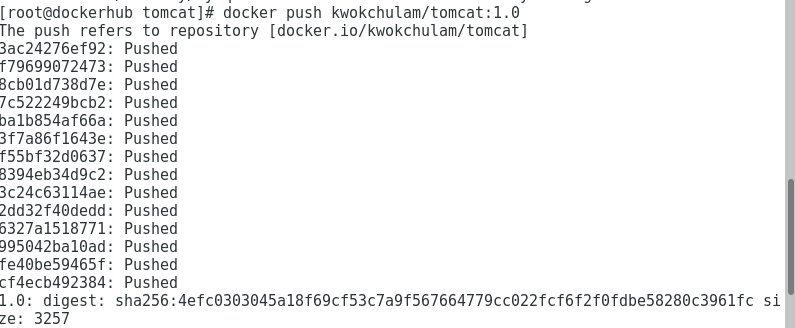 [root@dockerhub tomcat]# docker push kwokchulam/tomcat:1.0
The push refers to repository [docker.io/kwokchulam/tomcat]
3ac24276ef92: Pushed
f79699072473: Pushed
8cb01d738d7e: Pushed
7c522249bcb2: Pushed
ba1b854af66a: Pushed
3f7a86f1643e: Pushed
f55bf32d0637: Pushed
8394eb34d9c2: Pushed
3c24c63114ae: Pushed
2dd32f40dedd: Pushed
6327a1518771: Pushed
995042ba10ad: Pushed
fe40be59465f: Pushed
cf4ecb492384: Pushed
1.0: digest: sha256:4efc0303045a18f69cf53c7a9f567664779cc022fcf6f2f0fdbe58280c3961fc si
ze: 3257